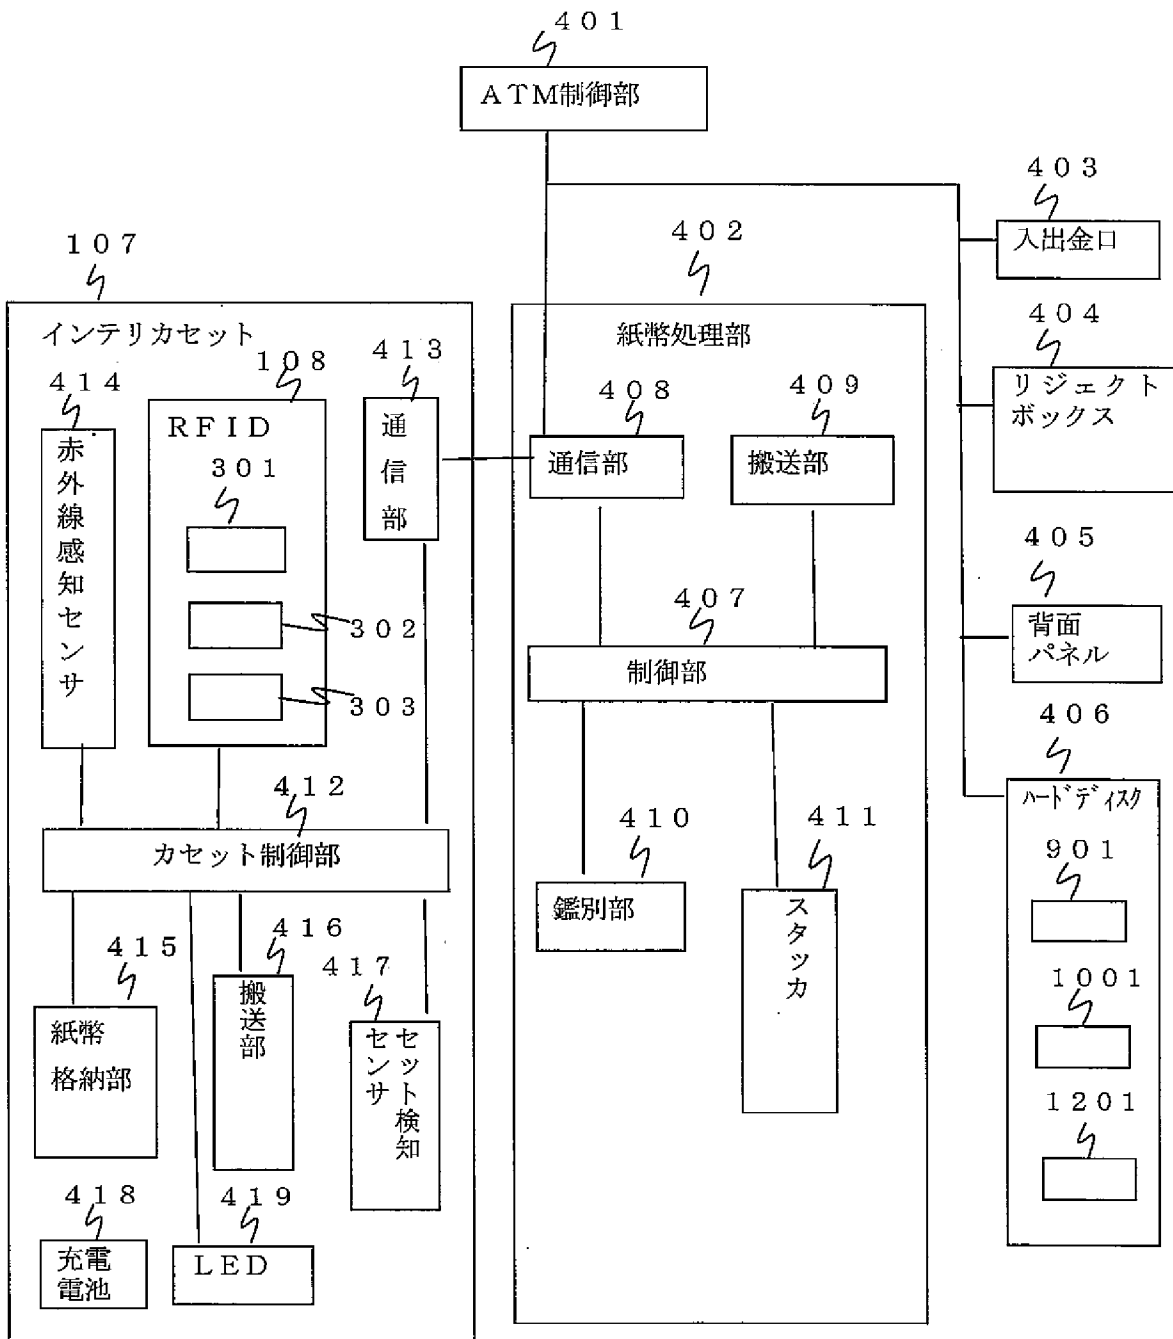 401
ATM制御部
403
入出金口
402
紙幣処理部
404
リジェクト
ボックス
107
インテリカセット
108
RFID
301
302
303
413
通信部
414
赤外線感知センサ
408
通信部
409
搬送部
405
背面
パネル
407
制御部
406
ハードディスク
901
1001
1201
412
カセット制御部
410
鑑別部
411
スタッカ
415
紙幣
格納部
416
搬送部
417
セット検知
センサ
418
充電
電池
419
LED